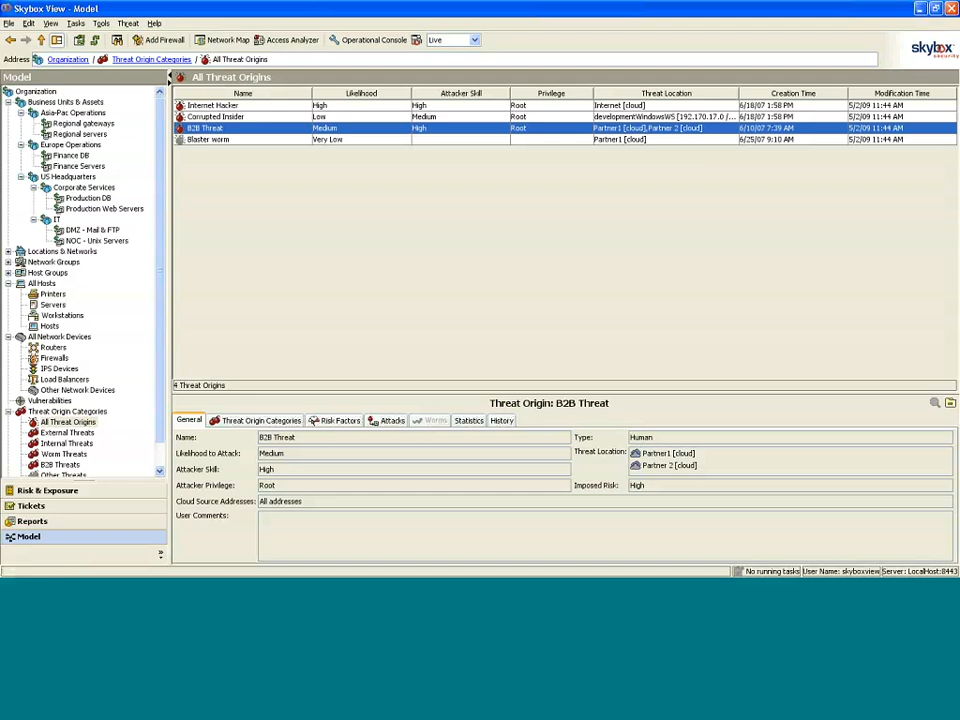 Skybox View - Model
File Edit View Tasks Tools Threat Help
Add Firewall Network Map Access Analyzer Operational Console Live
skybox security
Address Organization / Threat Origin Categories / All Threat Origins
Model
All Threat Origins
Organization
Business Units & Assets
Asia-Pac Operations
Regional gateways
Regional servers
Europe Operations
Finance DB
Finance Servers
US Headquarters
Corporate Services
Production DB
Production Web Servers
IT
DMZ - Mail & FTP
NOC - Unix Servers
Locations & Networks
Network Groups
Host Groups
All Hosts
Printers
Servers
Workstations
Hosts
All Network Devices
Routers
Firewalls
IPS Devices
Load Balancers
Other Network Devices
Vulnerabilities
Threat Origin Categories
All Threat Origins
External Threats
Internal Threats
Worm Threats
B2B Threats
Other Threats
Risk & Exposure
Tickets
Reports
Model
»
Name Likelihood Attacker Skill Privilege Threat Location Creation Time Modification Time
Internet Hacker High High Root Internet [cloud] 6/18/07 1:58 PM 5/2/09 11:44 AM
Corrupted Insider Low Medium Root developmentWindowsWS [192.170.17.0 /... 6/18/07 1:58 PM 5/2/09 11:44 AM
B2B Threat Medium High Root Partner1 [cloud],Partner 2 [cloud] 6/10/07 7:39 AM 5/2/09 11:44 AM
Blaster worm Very Low Partner1 [cloud] 6/25/07 9:10 AM 5/2/09 11:44 AM
4 Threat Origins
Threat Origin: B2B Threat
General Threat Origin Categories Risk Factors Attacks Worms Statistics History
Name: B2B Threat Type: Human
Likelihood to Attack: Medium Threat Location: Partner1 [cloud]
Attacker Skill: High Partner 2 [cloud]
Attacker Privilege: Root Imposed Risk: High
Cloud Source Addresses: All addresses
User Comments:
No running tasks User Name: skyboxview Server: LocalHost:8443